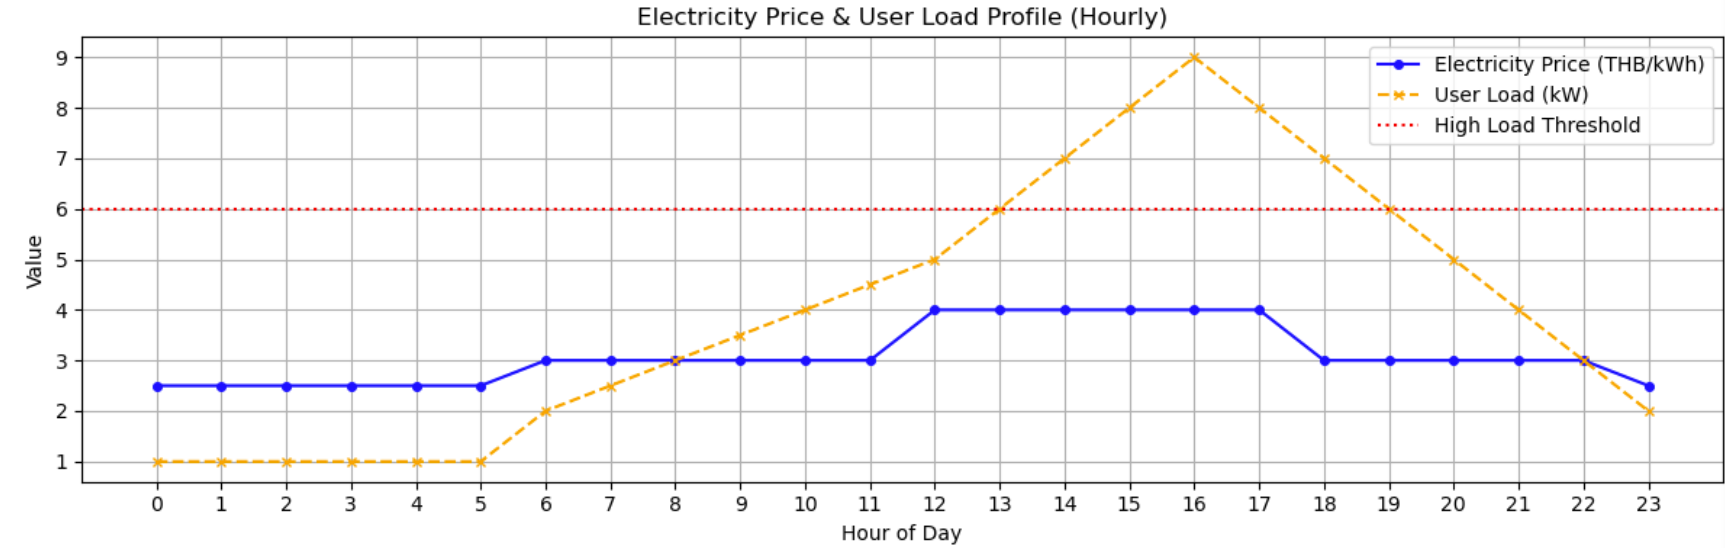 Electricity Price & User Load Profile (Hourly)
Electricity Price (THB/kWh)
User Load (kW)
High Load Threshold
Value
9
8
7
6
5
4
3
2
1
0 1 2 3 4 5 6 7 8 9 10 11 12 13 14 15 16 17 18 19 20 21 22 23
Hour of Day